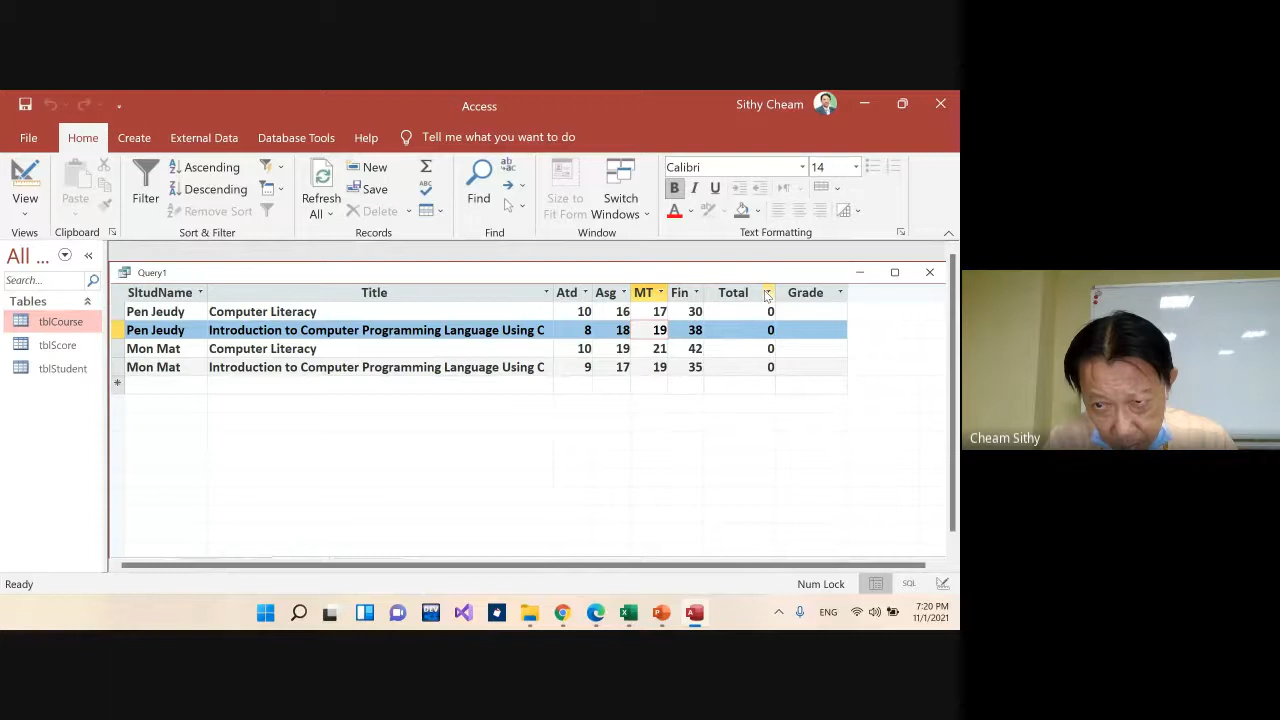 Access
Sithy Cheam
File Home Create External Data Database Tools Help Tell me what you want to do
View
Views
Paste
Clipboard
Filter
Ascending
Descending
Remove Sort
Sort & Filter
Refresh All
New
Save
Delete
Records
Find
Find
Size to Fit Form
Switch Windows
Window
Calibri 14
B I U
Text Formatting
All ...
Search...
Tables
tblCourse
tblScore
tblStudent
Query1
SltudName Title Atd Asg MT Fin Total Grade
Pen Jeudy Computer Literacy 10 16 17 30 0
Pen Jeudy Introduction to Computer Programming Language Using C 8 18 19 38 0
Mon Mat Computer Literacy 10 19 21 42 0
Mon Mat Introduction to Computer Programming Language Using C 9 17 19 35 0
Cheam Sithy
Ready Num Lock SQL
DEV
ENG
7:20 PM
11/1/2021